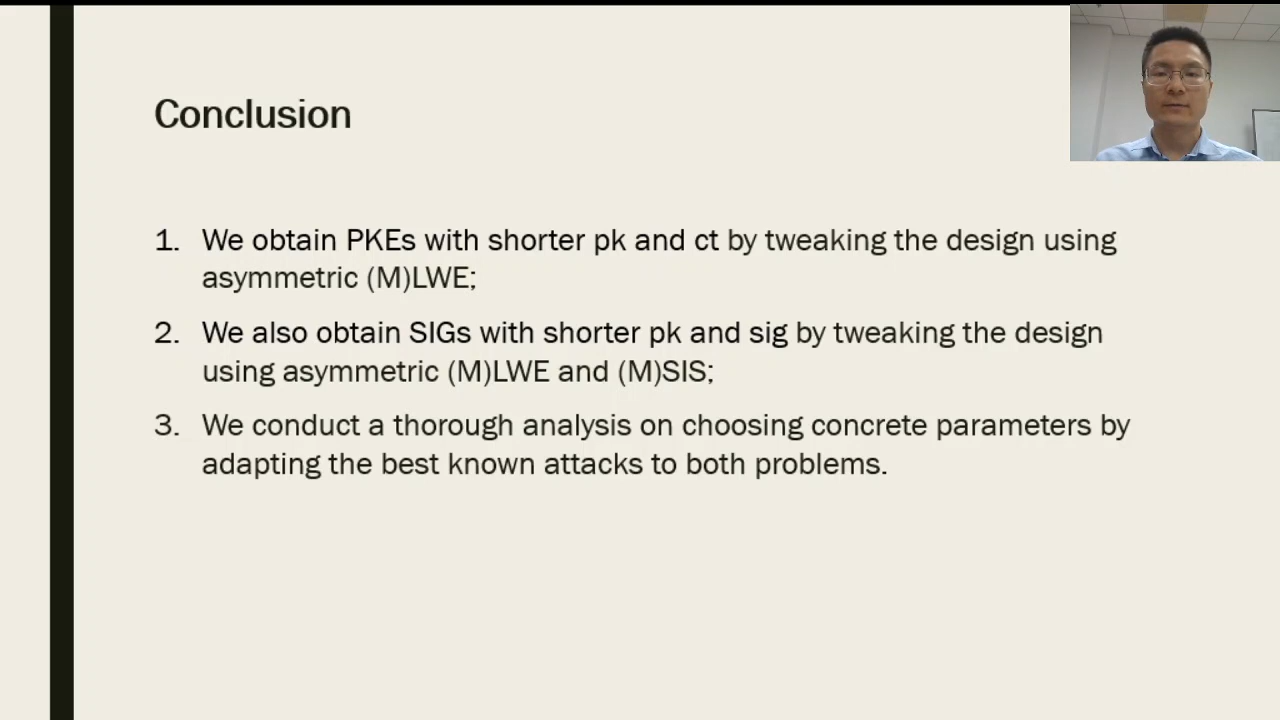 Conclusion
1. We obtain PKEs with shorter pk and ct by tweaking the design using
asymmetric (M)LWE;
2. We also obtain SIGs with shorter pk and sig by tweaking the design
using asymmetric (M)LWE and (M)SIS;
3. We conduct a thorough analysis on choosing concrete parameters by
adapting the best known attacks to both problems.